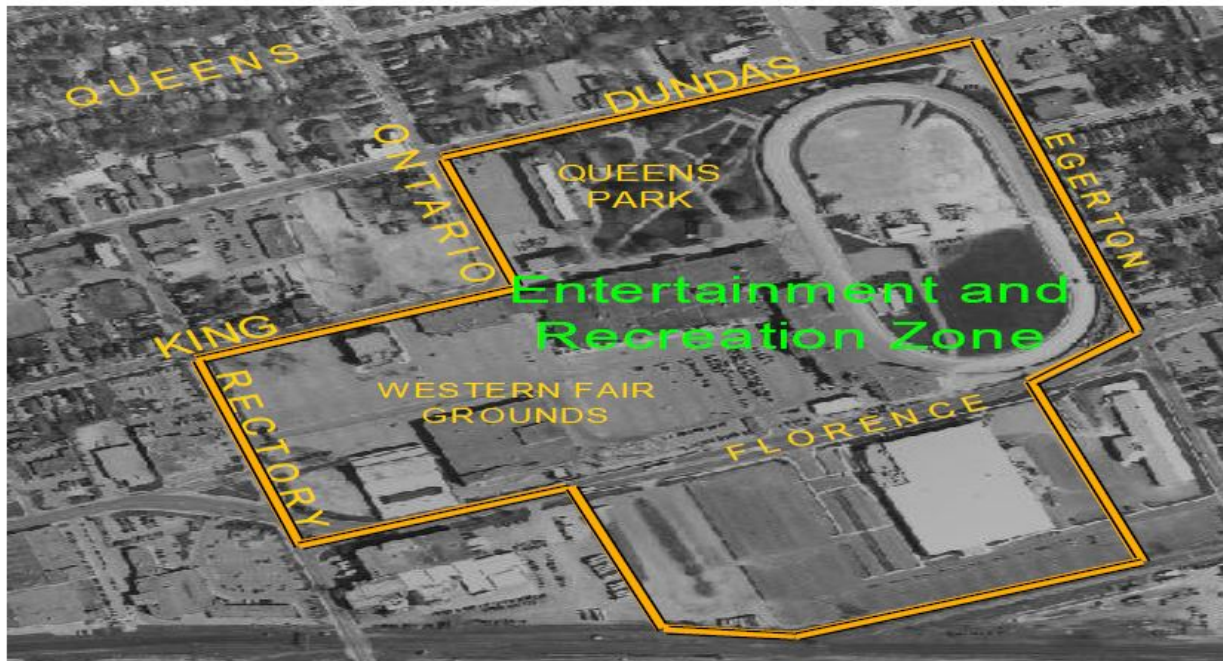 QUEENS
DUNDAS
ONTARIO
EGERTON
QUEENS
PARK
Entertainment and
Recreation Zone
KING
RECTORY
WESTERN FAIR
GROUNDS
FLORENCE